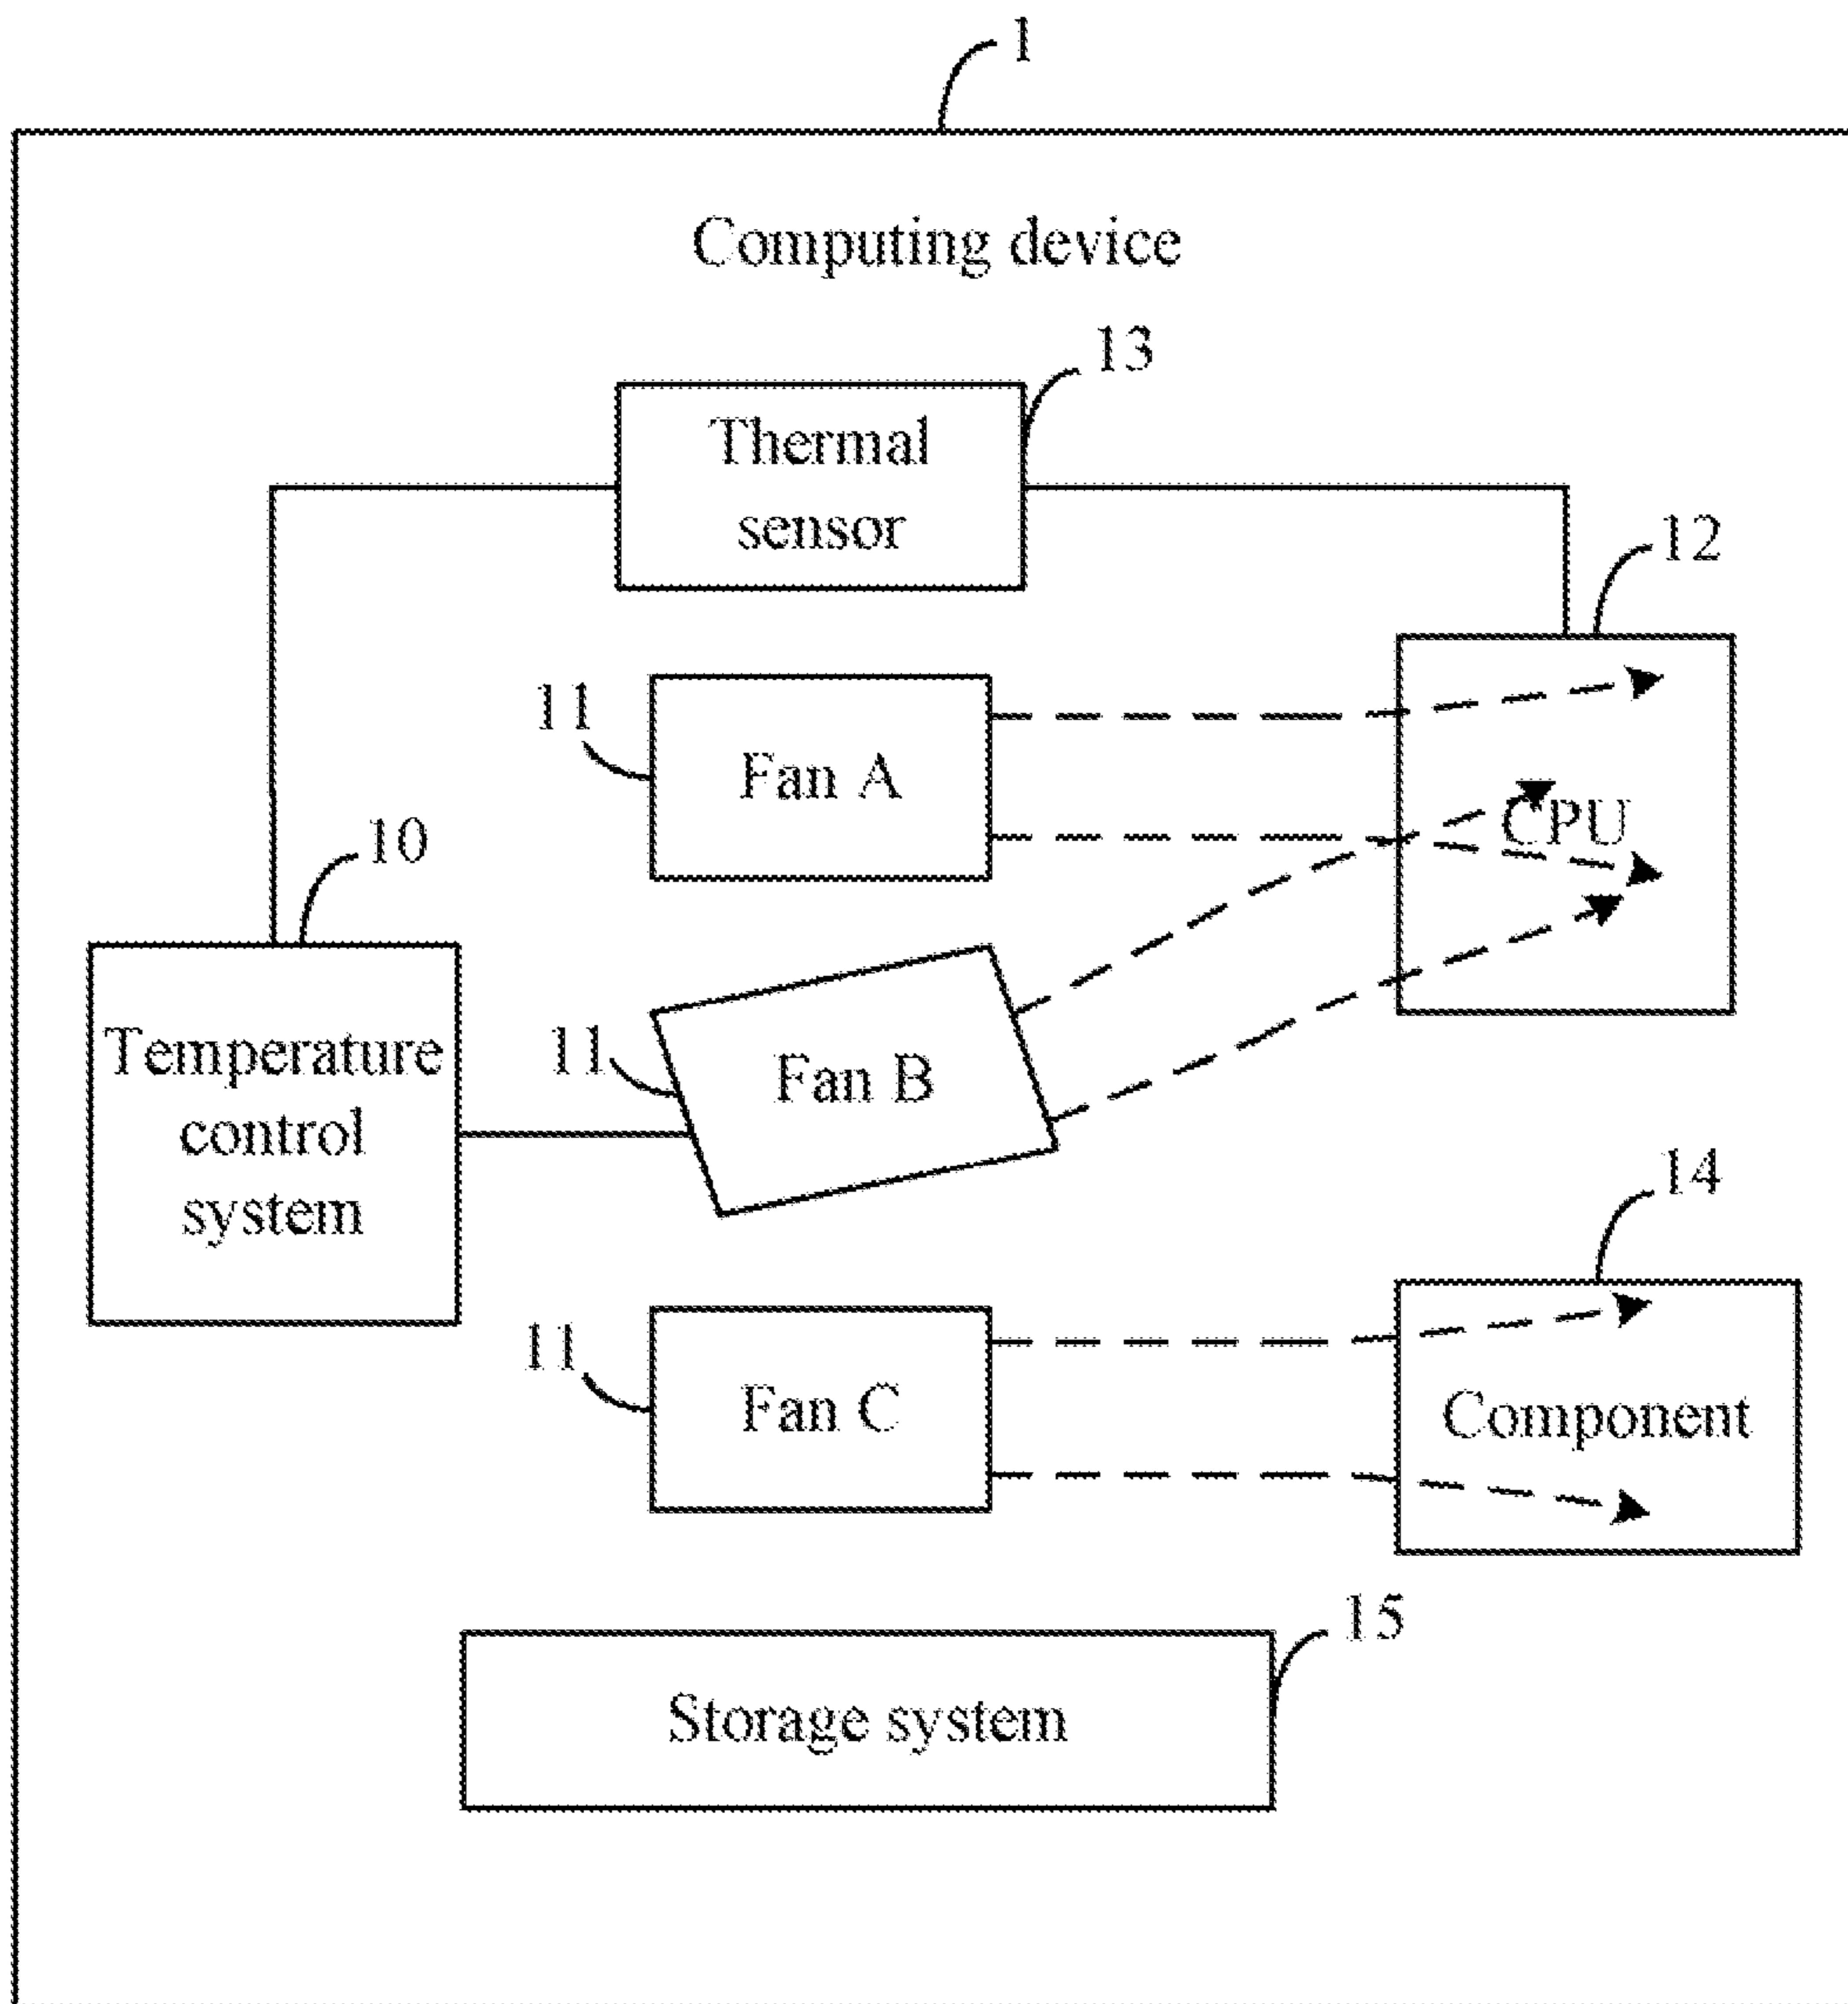 1
Computing device
13
Thermal
sensor
12
11
Fan A
CPU
10
Temperature
control
system
11
Fan B
14
11
Fan C
Component
15
Storage system